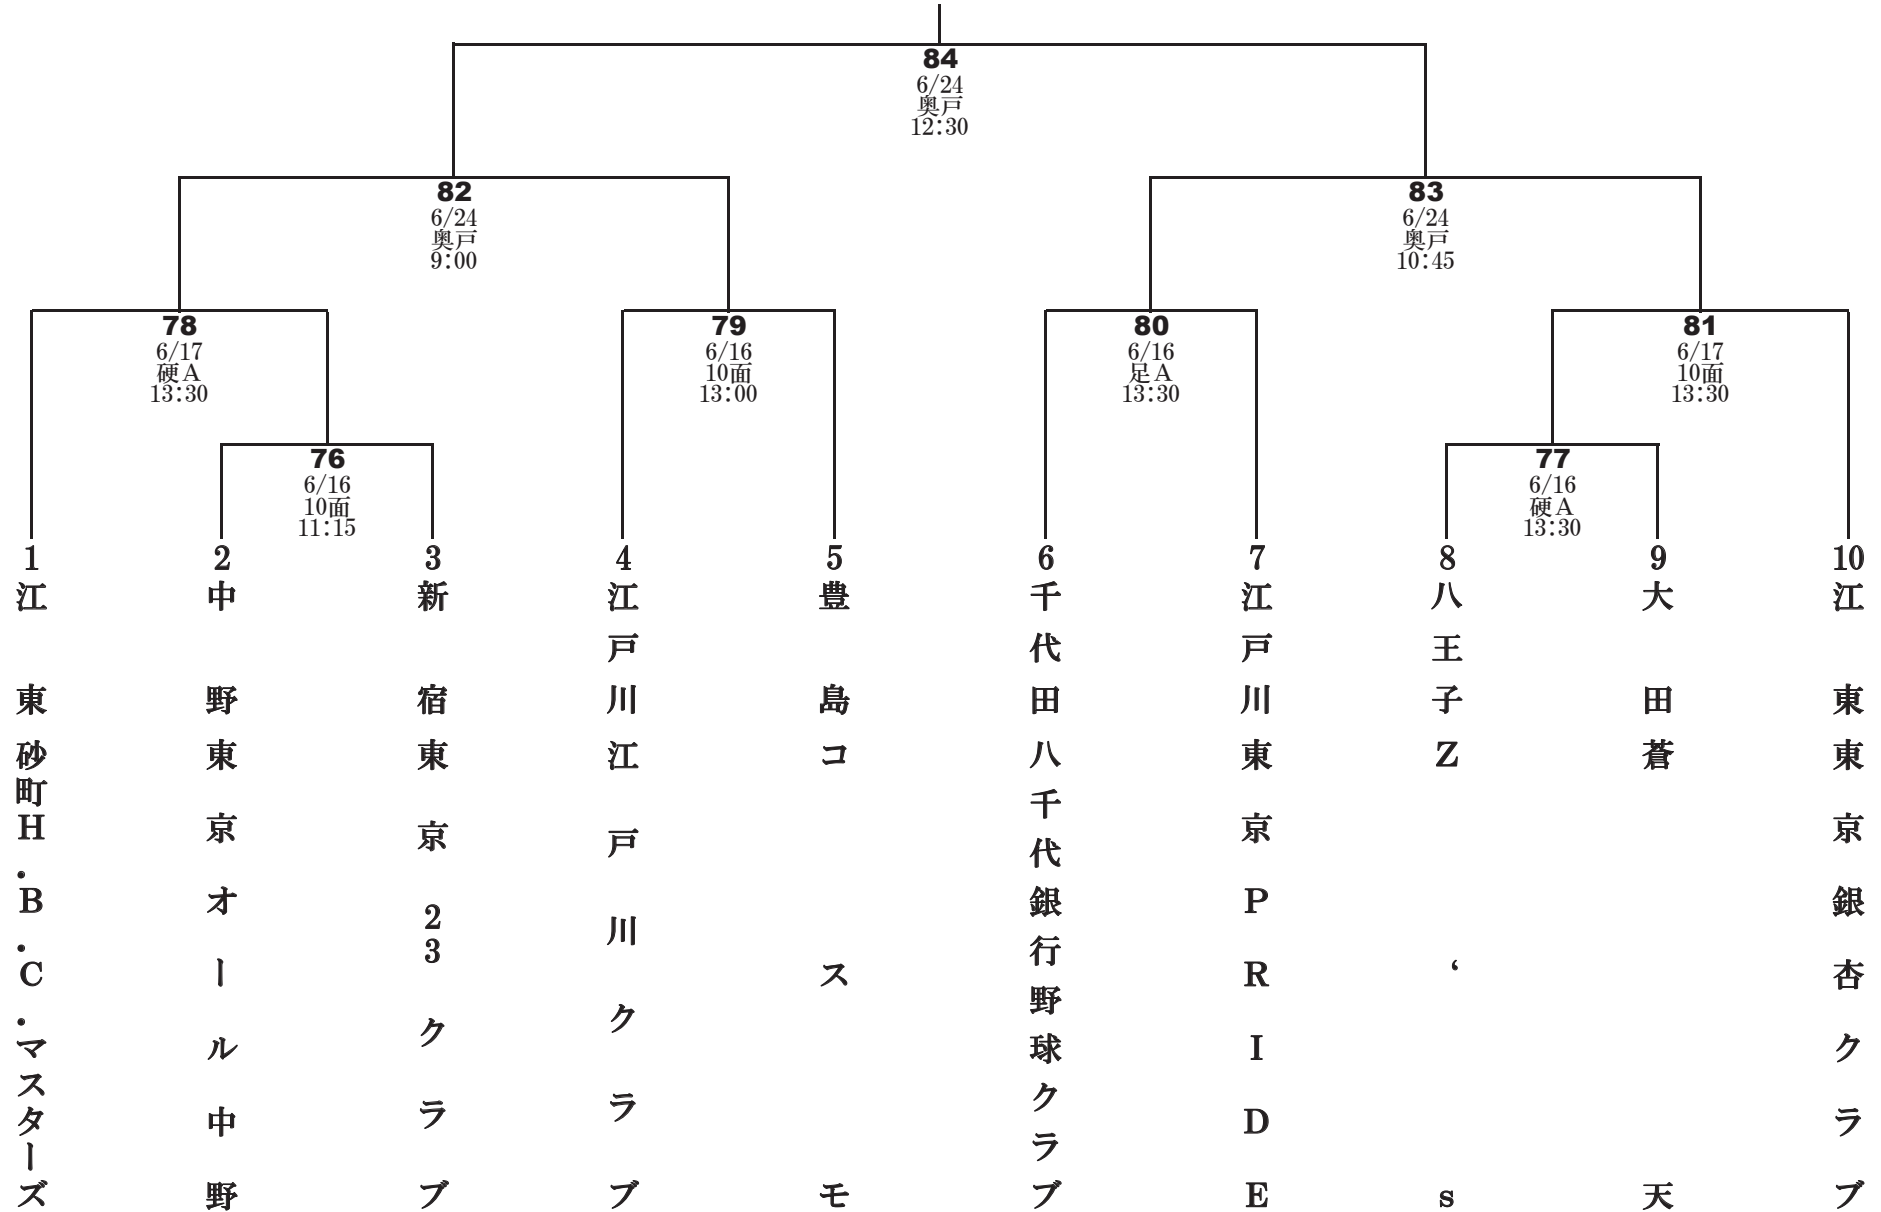 84
6/24
奥戸
12:30
82
6/24
奥戸
9:00
83
6/24
奥戸
10:45
78
6/17
硬A
13:30
79
6/16
10面
13:00
80
6/16
足A
13:30
81
6/17
10面
13:30
76
6/16
10面
11:15
77
6/16
硬A
13:30
1
江東
砂町H.B.C.マスターズ
2
中野
東京オール中野
3
新宿
東京23クラブ
4
江戸川
江戸川クラブ
5
豊島
コスモ
6
千代田
八千代銀行野球クラブ
7
江戸川
東京PRIDE
8
八王子
Z‘s
9
大田
蒼天
10
江東
東京銀杏クラブ